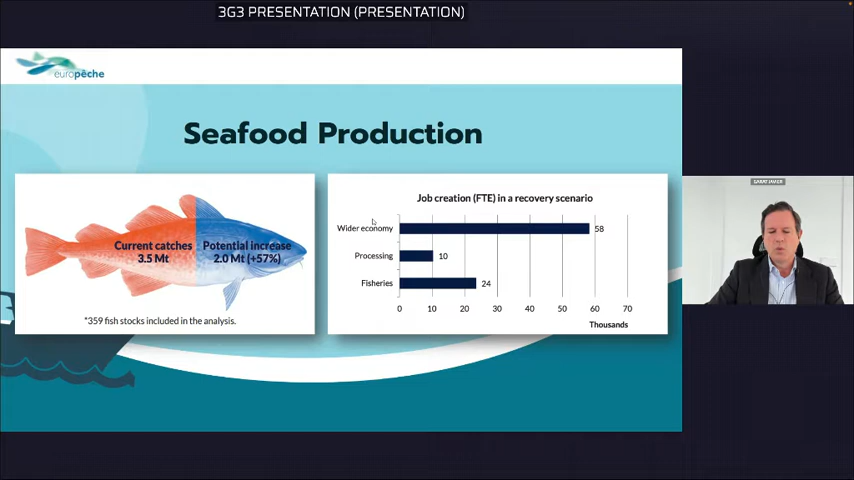 3G3 PRESENTATION (PRESENTATION)
europêche
Seafood Production
Current catches
3.5 Mt
Potential increase
2.0 Mt (+57%)
*359 fish stocks included in the analysis.
Job creation (FTE) in a recovery scenario
Wider economy
58
Processing
10
Fisheries
24
0 10 20 30 40 50 60 70
Thousands
GARAT JAVIER